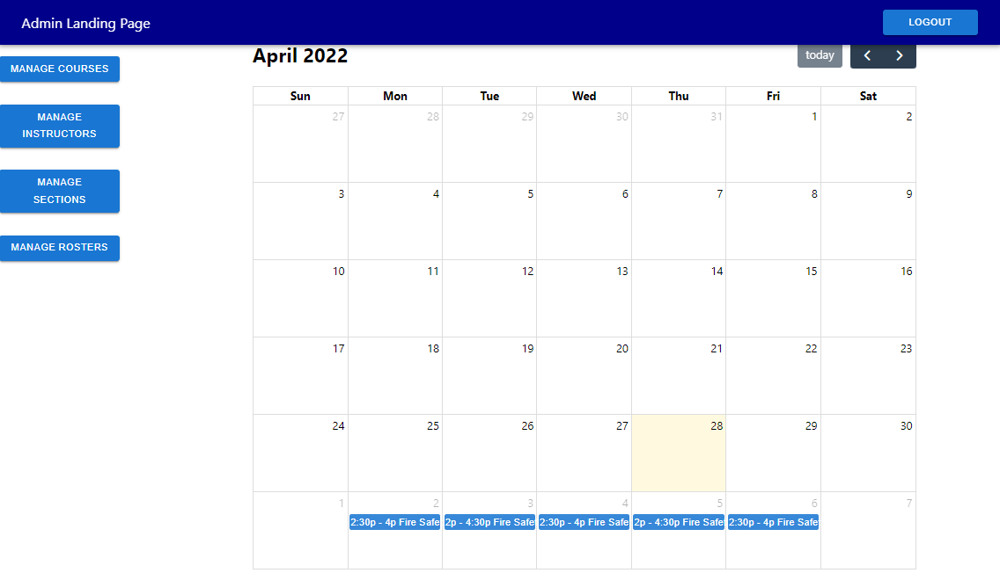 Admin Landing Page
LOGOUT
MANAGE COURSES
MANAGE
INSTRUCTORS
MANAGE
SECTIONS
MANAGE ROSTERS
April 2022
today
Sun Mon Tue Wed Thu Fri Sat
27 28 29 30 31 1 2
3 4 5 6 7 8 9
10 11 12 13 14 15 16
17 18 19 20 21 22 23
24 25 26 27 28 29 30
1 2 3 4 5 6 7
2:30p - 4p Fire Safe 2p - 4:30p Fire Safe 2:30p - 4p Fire Safe 2p - 4:30p Fire Safe 2:30p - 4p Fire Safe